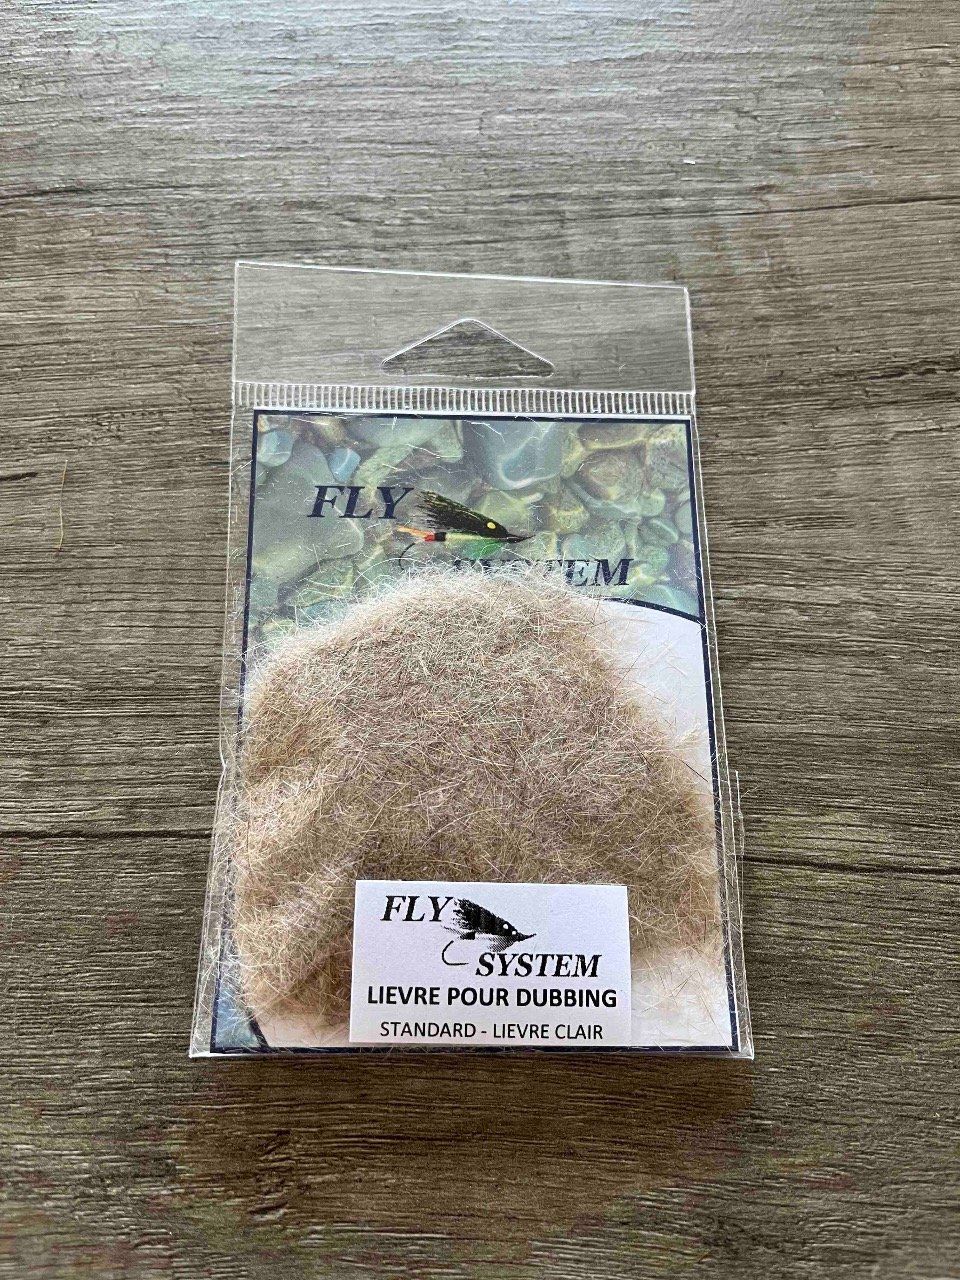 FLY
SYSTEM
FLY
SYSTEM
LIEVRE POUR DUBBING
STANDARD - LIEVRE CLAIR